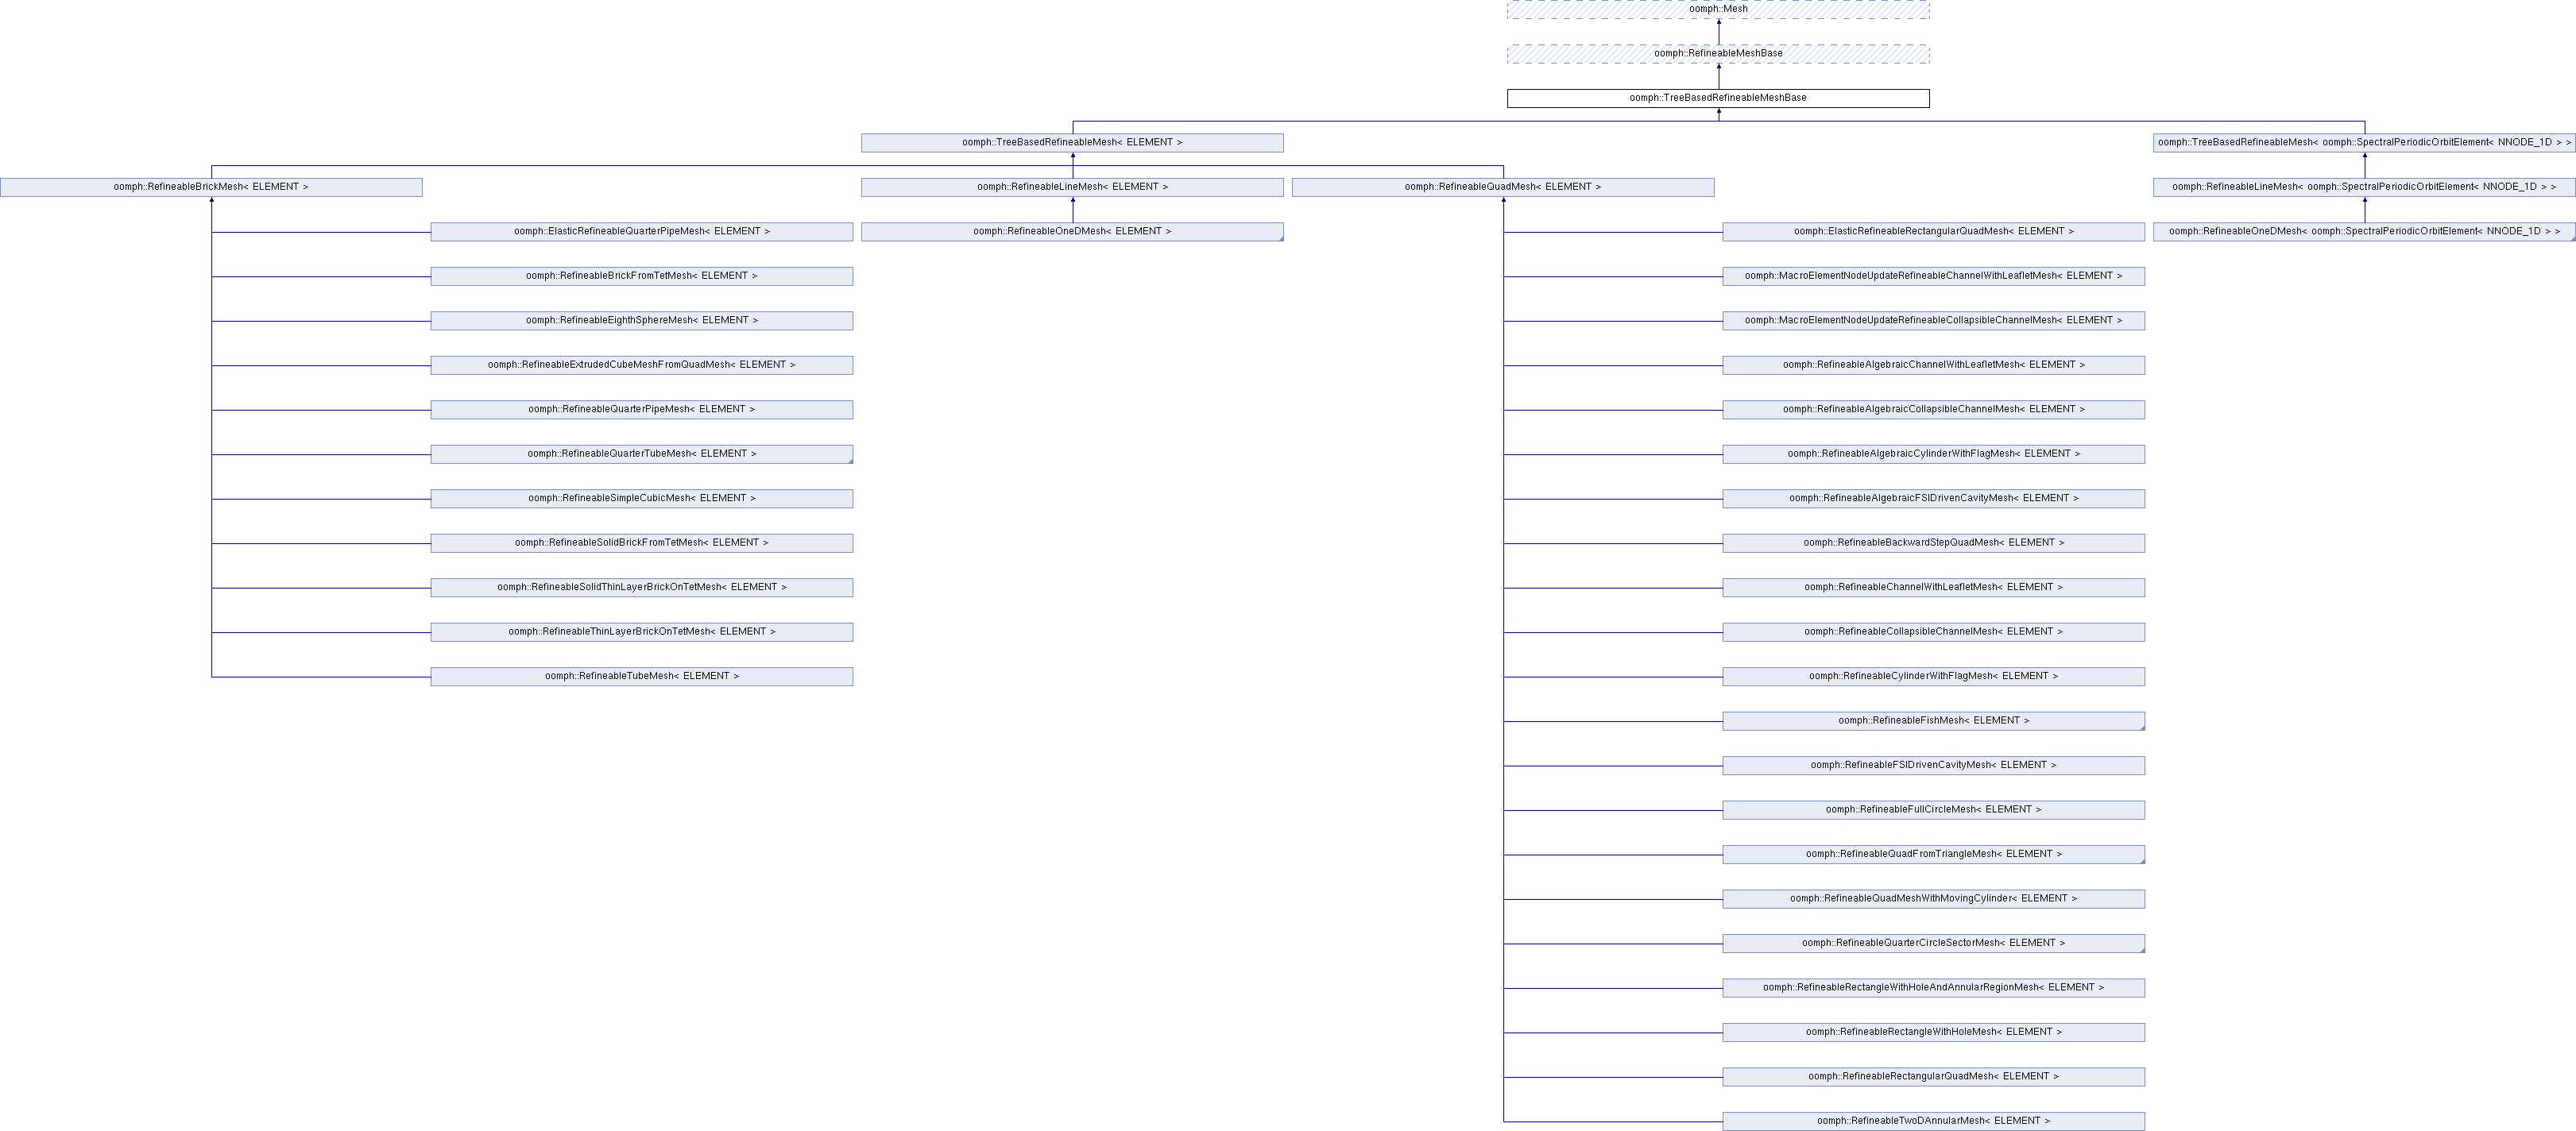 oomph::Mesh
oomph::RefineableMeshBase
oomph::TreeBasedRefineableMeshBase
oomph::TreeBasedRefineableMesh< ELEMENT >
oomph::TreeBasedRefineableMesh< oomph::SpectralPeriodicOrbitElement< NNODE_1D > >
oomph::RefineableBrickMesh< ELEMENT >
oomph::RefineableLineMesh< ELEMENT >
oomph::RefineableQuadMesh< ELEMENT >
oomph::RefineableLineMesh< oomph::SpectralPeriodicOrbitElement< NNODE_1D > >
oomph::ElasticRefineableQuarterPipeMesh< ELEMENT >
oomph::RefineableOneDMesh< ELEMENT >
oomph::ElasticRefineableRectangularQuadMesh< ELEMENT >
oomph::RefineableOneDMesh< oomph::SpectralPeriodicOrbitElement< NNODE_1D > >
oomph::RefineableBrickFromTetMesh< ELEMENT >
oomph::MacroElementNodeUpdateRefineableChannelWithLeafletMesh< ELEMENT >
oomph::RefineableEighthSphereMesh< ELEMENT >
oomph::MacroElementNodeUpdateRefineableCollapsibleChannelMesh< ELEMENT >
oomph::RefineableExtrudedCubeMeshFromQuadMesh< ELEMENT >
oomph::RefineableAlgebraicChannelWithLeafletMesh< ELEMENT >
oomph::RefineableQuarterPipeMesh< ELEMENT >
oomph::RefineableAlgebraicCollapsibleChannelMesh< ELEMENT >
oomph::RefineableQuarterTubeMesh< ELEMENT >
oomph::RefineableAlgebraicCylinderWithFlagMesh< ELEMENT >
oomph::RefineableSimpleCubicMesh< ELEMENT >
oomph::RefineableAlgebraicFSIDrivenCavityMesh< ELEMENT >
oomph::RefineableSolidBrickFromTetMesh< ELEMENT >
oomph::RefineableBackwardStepQuadMesh< ELEMENT >
oomph::RefineableSolidThinLayerBrickOnTetMesh< ELEMENT >
oomph::RefineableChannelWithLeafletMesh< ELEMENT >
oomph::RefineableThinLayerBrickOnTetMesh< ELEMENT >
oomph::RefineableCollapsibleChannelMesh< ELEMENT >
oomph::RefineableTubeMesh< ELEMENT >
oomph::RefineableCylinderWithFlagMesh< ELEMENT >
oomph::RefineableFishMesh< ELEMENT >
oomph::RefineableFSIDrivenCavityMesh< ELEMENT >
oomph::RefineableFullCircleMesh< ELEMENT >
oomph::RefineableQuadFromTriangleMesh< ELEMENT >
oomph::RefineableQuadMeshWithMovingCylinder< ELEMENT >
oomph::RefineableQuarterCircleSectorMesh< ELEMENT >
oomph::RefineableRectangleWithHoleAndAnnularRegionMesh< ELEMENT >
oomph::RefineableRectangleWithHoleMesh< ELEMENT >
oomph::RefineableRectangularQuadMesh< ELEMENT >
oomph::RefineableTwoDAnnularMesh< ELEMENT >